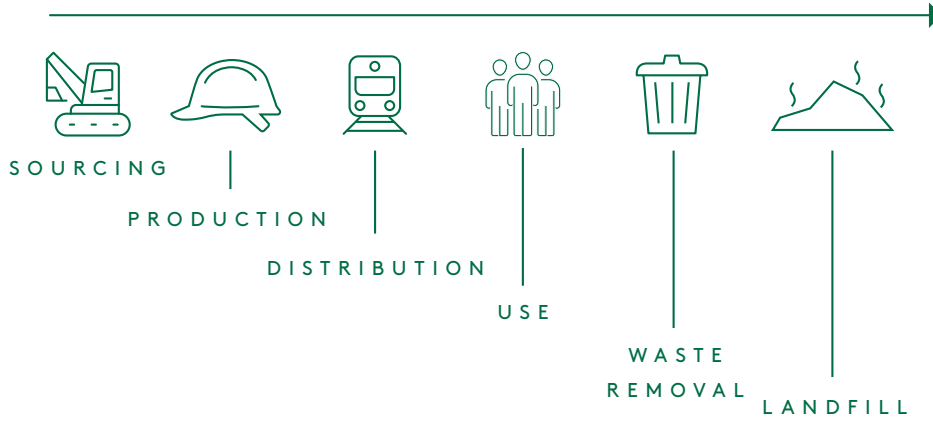 SOURCING
PRODUCTION
DISTRIBUTION
USE
WASTE
REMOVAL
LANDFILL